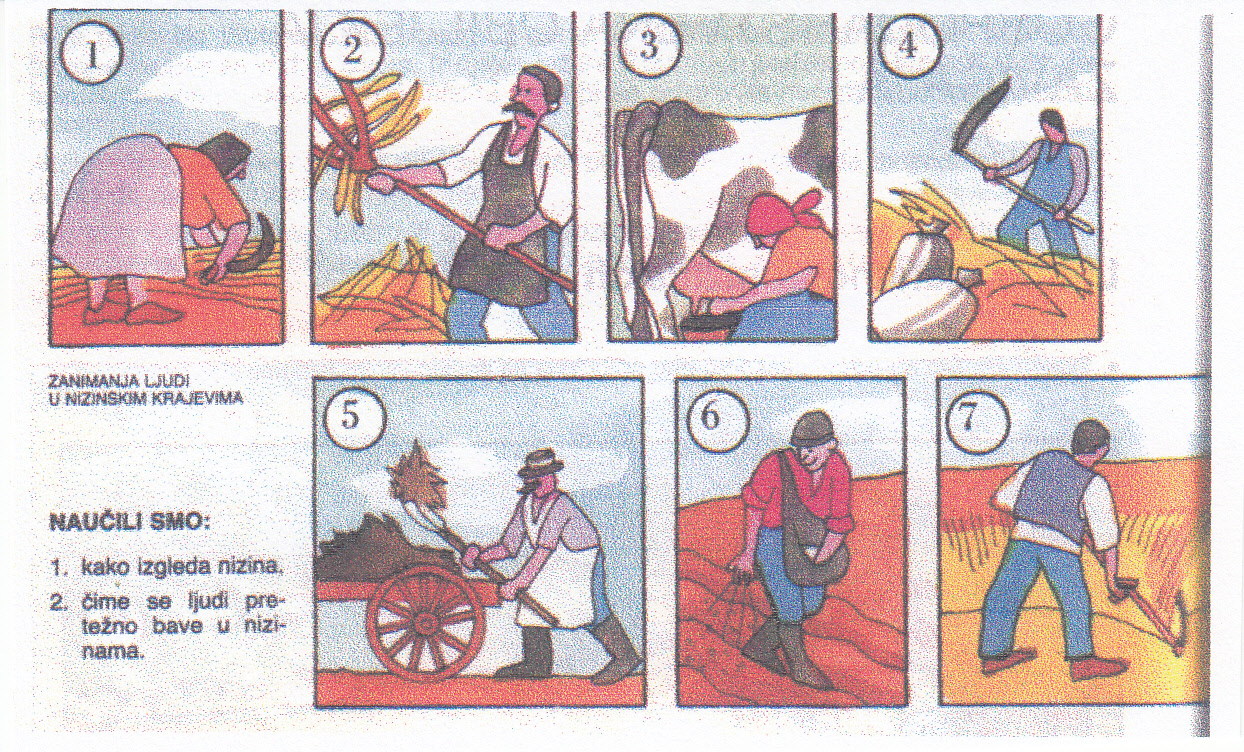 1
2
3
4
ZANIMANJA LJUDI
U NIZINSKIM KRAJEVIMA
5
6
7
NAUČILI SMO:
1. kako izgleda nizina.
2. čime se ljudi pre-
težno bave u nizi-
nama.